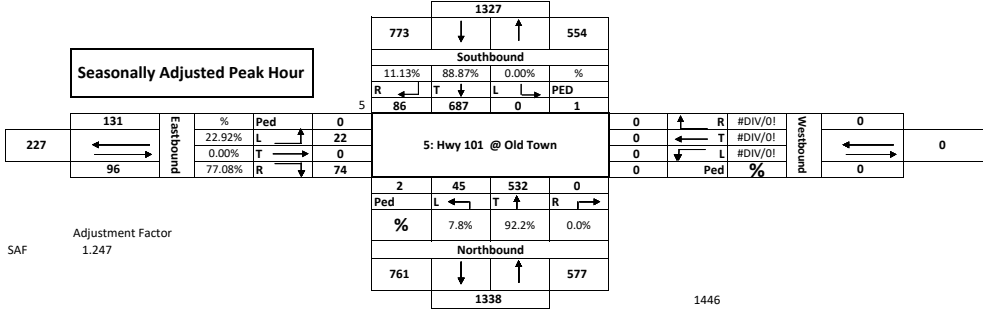 1327
773 554
Southbound
Seasonally Adjusted Peak Hour
11.13% 88.87% 0.00% %
R T L PED
5 86 687 0 1
131 Eastbound % Ped 0 0 R #DIV/0! Westbound 0
227 22.92% L 22 5: Hwy 101 @ Old Town 0 T #DIV/0! 0
0.00% T 0 0 L #DIV/0!
96 77.08% R 74 0 Ped % 0
2 45 532 0
Ped L T R
% 7.8% 92.2% 0.0%
Adjustment Factor
SAF 1.247
Northbound
761 577
1338 1446